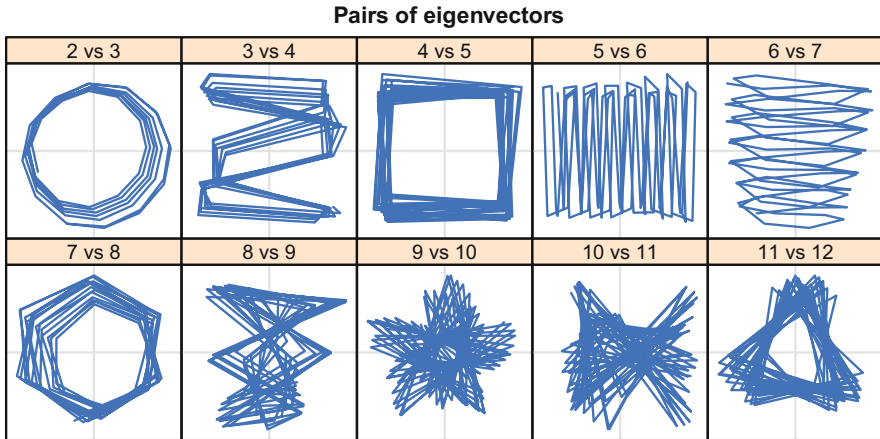 Pairs of eigenvectors
2 vs 3 3 vs 4 4 vs 5 5 vs 6 6 vs 7
7 vs 8 8 vs 9 9 vs 10 10 vs 11 11 vs 12